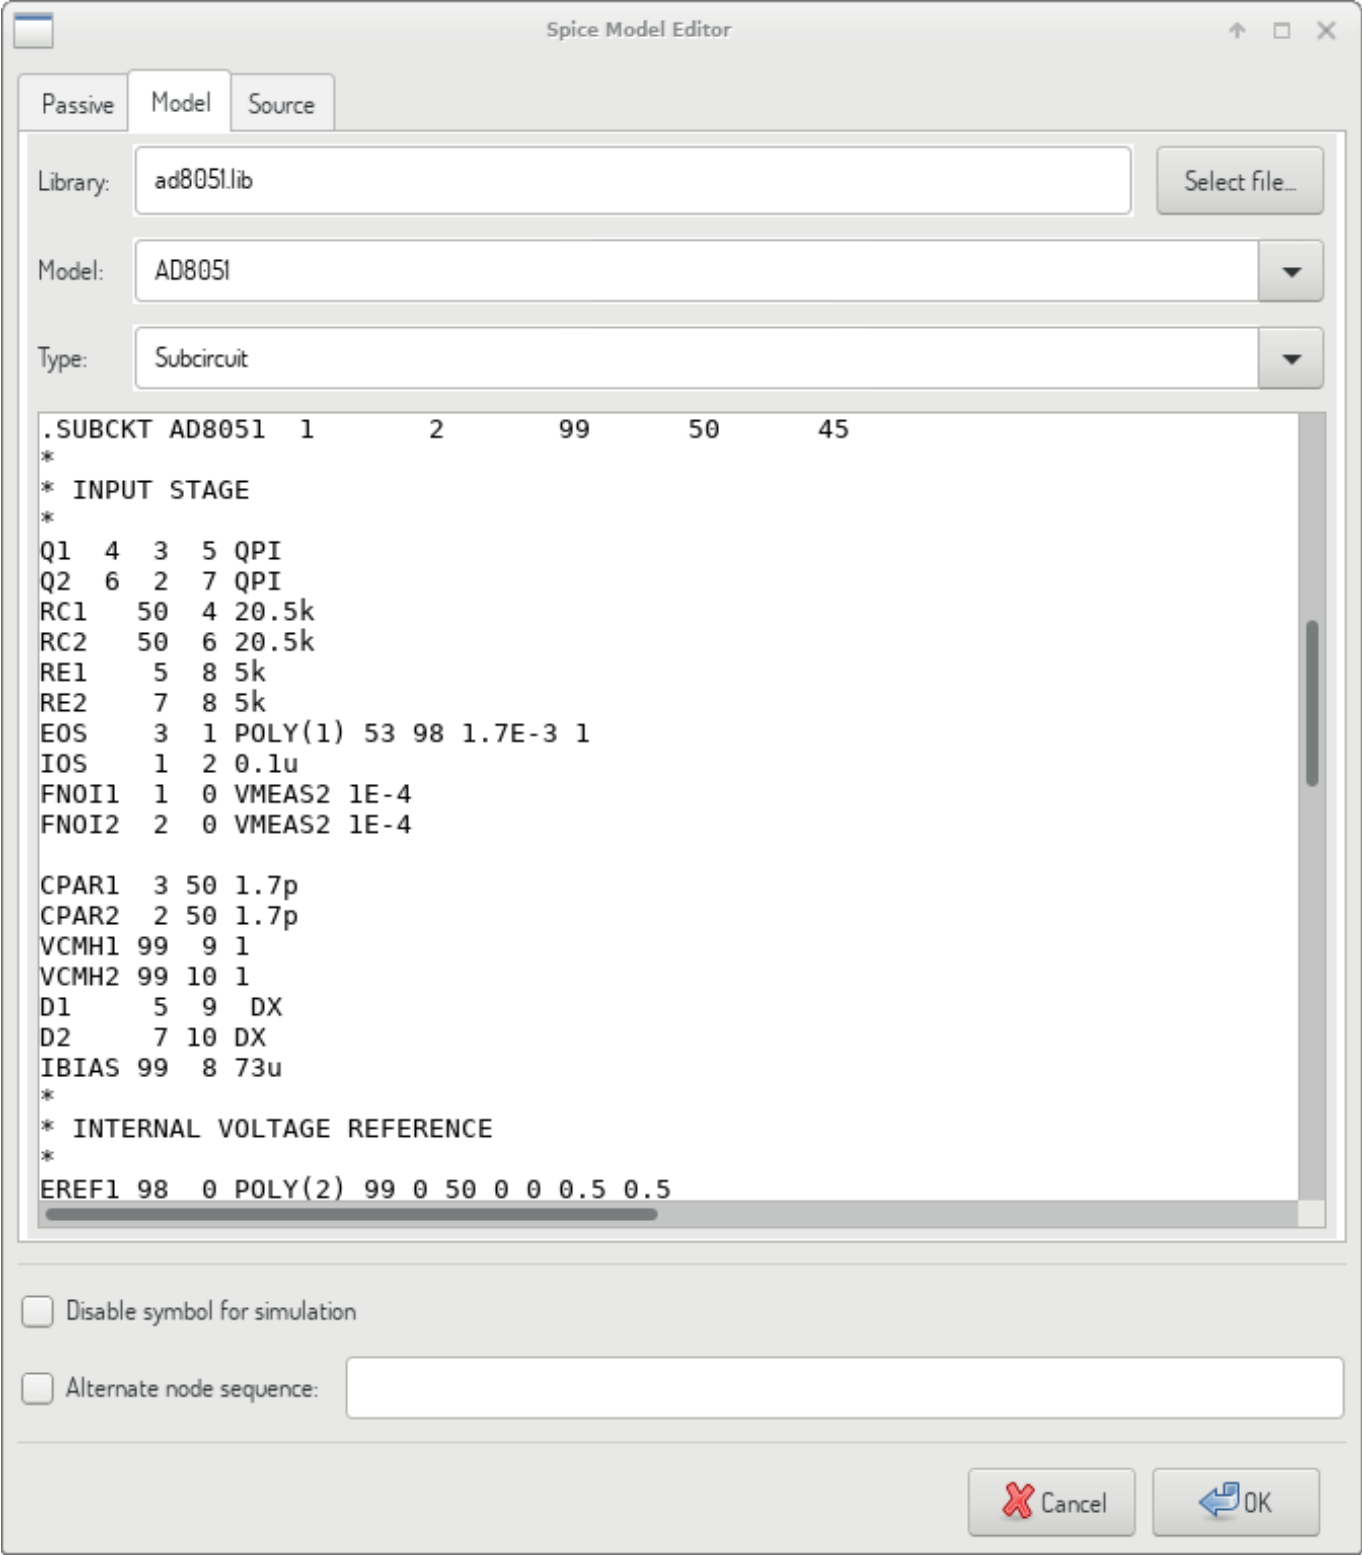 Spice Model Editor
Passive Model Source
Library: ad8051.lib Select file...
Model: AD8051
Type: Subcircuit
.SUBCKT AD8051 1 2 99 50 45
*
* INPUT STAGE
*
Q1 4 3 5 QPI
Q2 6 2 7 QPI
RC1 50 4 20.5k
RC2 50 6 20.5k
RE1 5 8 5k
RE2 7 8 5k
EOS 3 1 POLY(1) 53 98 1.7E-3 1
IOS 1 2 0.1u
FNOI1 1 0 VMEAS2 1E-4
FNOI2 2 0 VMEAS2 1E-4
CPAR1 3 50 1.7p
CPAR2 2 50 1.7p
VCMH1 99 9 1
VCMH2 99 10 1
D1 5 9 DX
D2 7 10 DX
IBIAS 99 8 73u
*
* INTERNAL VOLTAGE REFERENCE
*
EREF1 98 0 POLY(2) 99 0 50 0 0 0.5 0.5
Disable symbol for simulation
Alternate node sequence:
Cancel OK